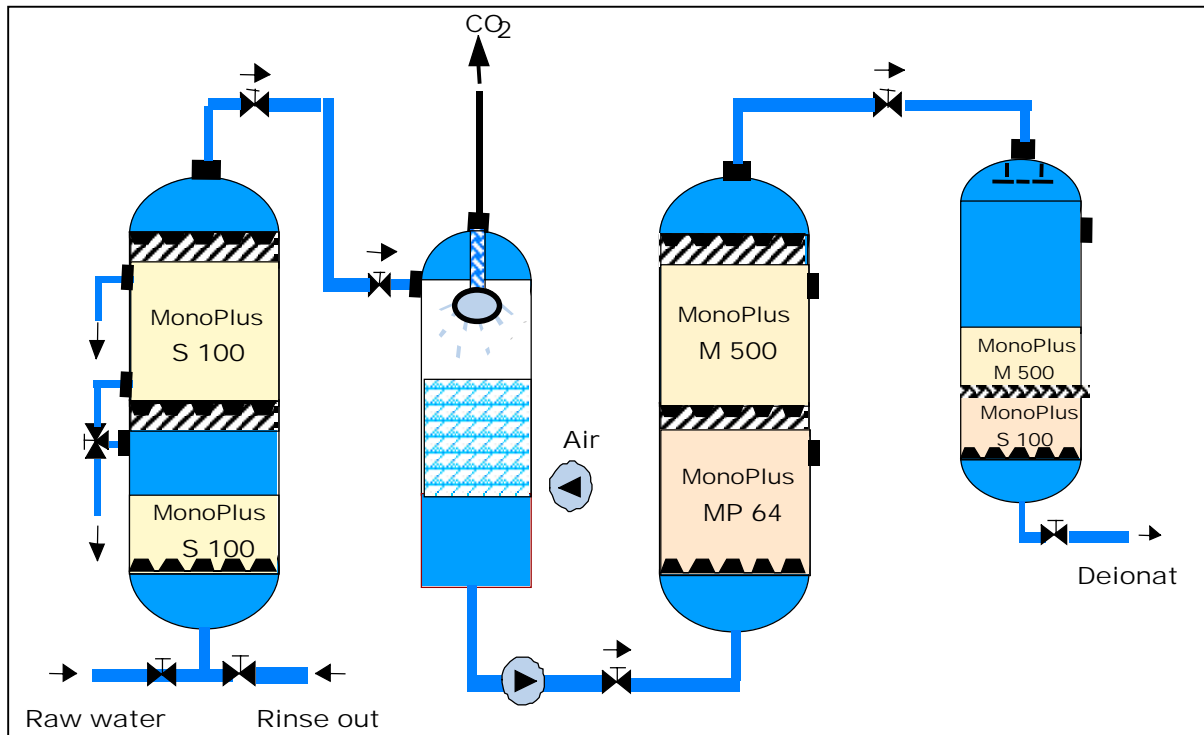 CO2
MonoPlus
S 100
MonoPlus
S 100
Raw water
Rinse out
Air
MonoPlus
M 500
MonoPlus
MP 64
MonoPlus
M 500
MonoPlus
S 100
Deionat